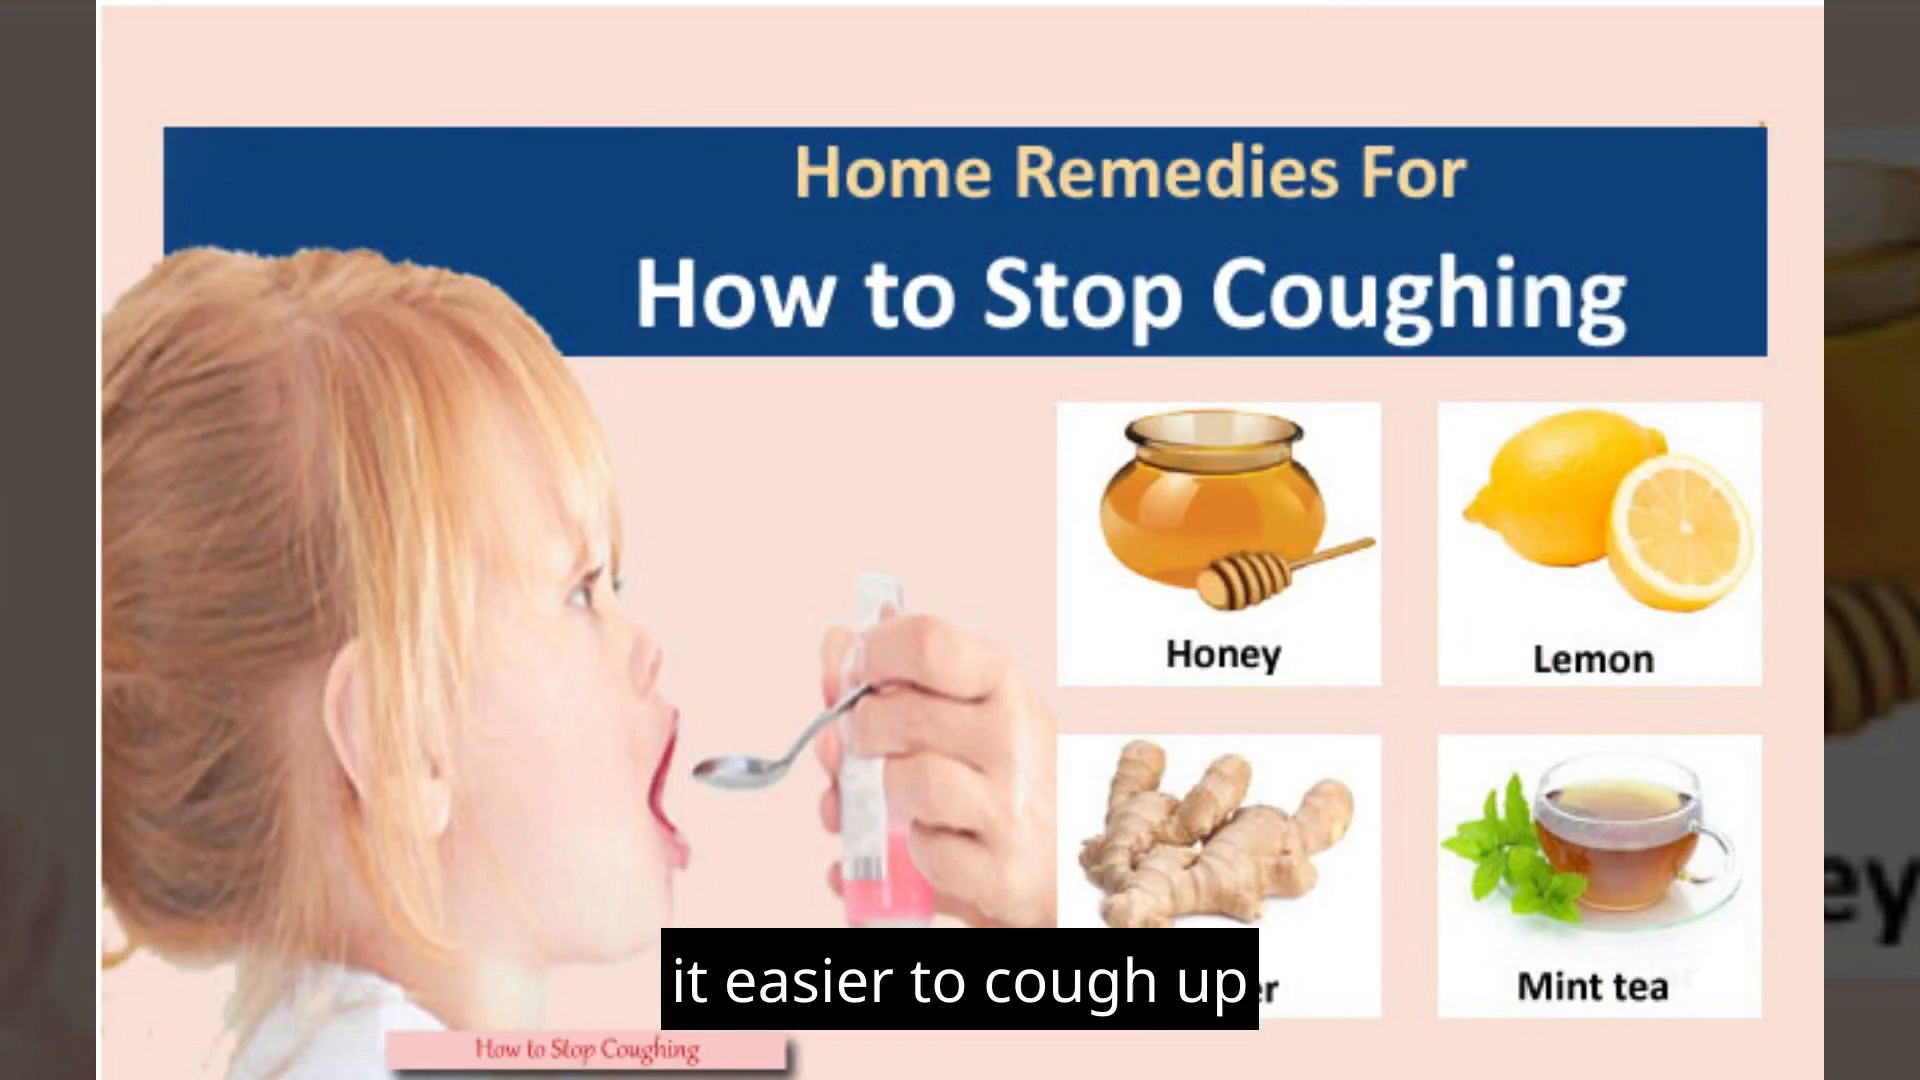 Home Remedies For
How to Stop Coughing
Honey
Lemon
Mint tea
it easier to cough up
How to Stop Coughing